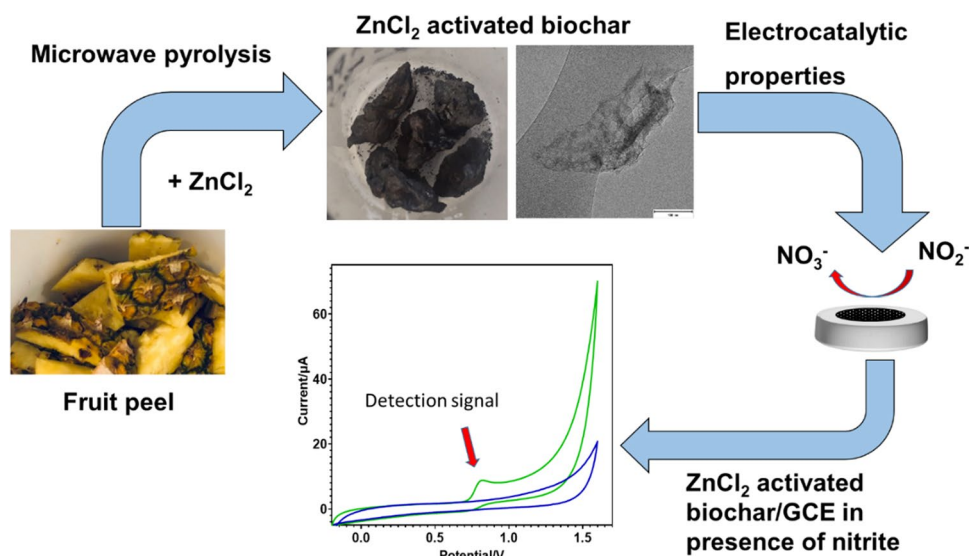 ZnCl₂ activated biochar
Microwave pyrolysis
+ ZnCl₂
Electrocatalytic
properties
Fruit peel
NO₃⁻
NO₂⁻
Detection signal
Current/µA
60
40
20
0
0.0
0.5
1.0
1.5
Potential/V
ZnCl₂ activated
biochar/GCE in
presence of nitrite